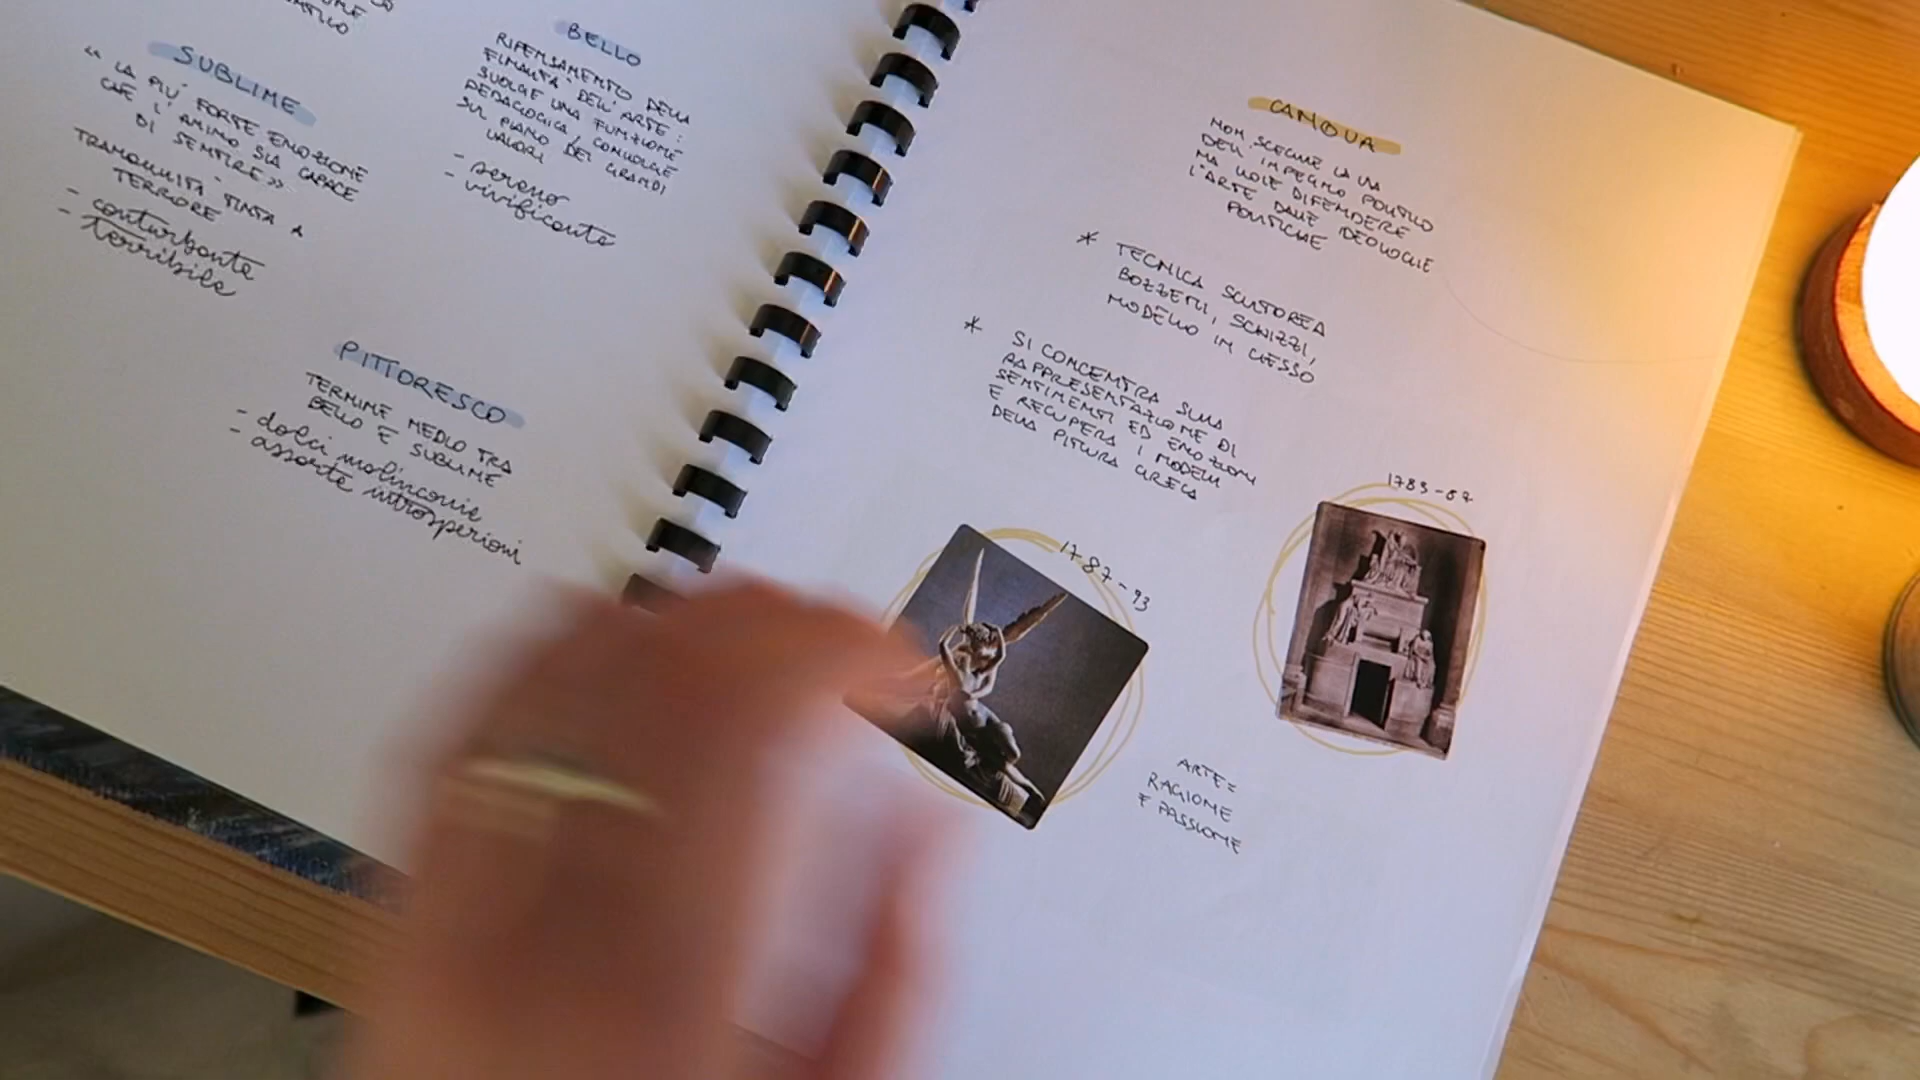 SUBLIME
« LA PIU' FORTE EMOZIONE
CHE L'ANIMO SIA CAPACE
DI SENTIRE »
TRANQUILLITA' TINTA A
TERRORE
- conturbante
- terribile
BELLO
RIPENSAMENTO DELLA
FINALITA' DELL'ARTE:
SVOLGE UNA FUNZIONE
PEDAGOGICA, COINVOLGE
SUL PIANO DEI GRANDI
VALORI
- sereno
- vivificante
PITTORESCO
TERMINE MEDIO TRA
BELLO E SUBLIME
- dolci malinconie
- assorte introspezioni
CANOVA
NON SCEGLIE LA VIA
DELL'IMPEGNO POLITICO
MA VUOLE DIFENDERE
L'ARTE DALLE IDEOLOGIE
POLITICHE
* TECNICA SCULTOREA
BOZZETTI, SCHIZZI,
MODELLO IN GESSO
* SI CONCENTRA SULLA
RAPPRESENTAZIONE DI
SENTIMENTI ED EMOZIONI
E RECUPERA I MODELLI
DELLA PITTURA GRECA
1787-93
1783-87
ARTE=
RAGIONE
E PASSIONE